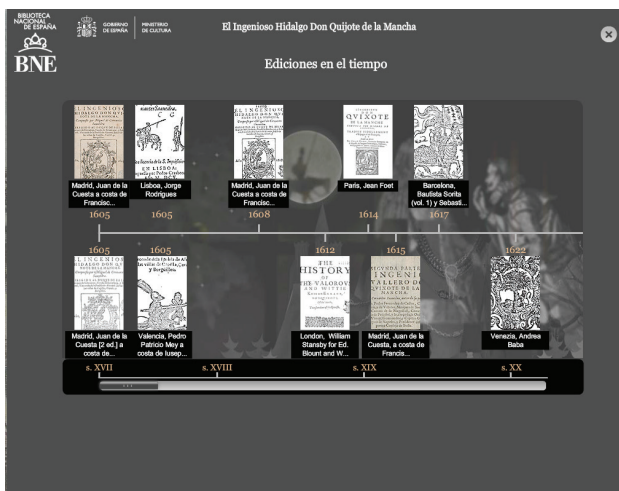 BIBLIOTECA
NACIONAL
DE ESPAÑA
BNE
GOBIERNO
DE ESPAÑA
MINISTERIO
DE CULTURA
El Ingenioso Hidalgo Don Quijote de la Mancha
Ediciones en el tiempo
Madrid, Juan de la
Cuesta a costa de
Francisc...
1605
Lisboa, Jorge
Rodrigues
1605
Madrid, Juan de la
Cuesta a costa de
Francisc...
1608
QVIXOTE
Paris, Jean Foet
1614
Barcelona,
Bautista Sorita
(vol. 1) y Sebasti...
1617
1605
Madrid, Juan de la
Cuesta [2 ed.] a
costa de...
1605
Valencia, Pedro
Patricio Mey a
costa de Iusep...
1612
THE
HISTORY
OF
London, William
Stansby for Ed.
Blount and W...
1615
Madrid, Juan de la
Cuesta, a costa de
Francis...
1622
Venezia, Andrea
Baba
s. XVII
s. XVIII
s. XIX
s. XX